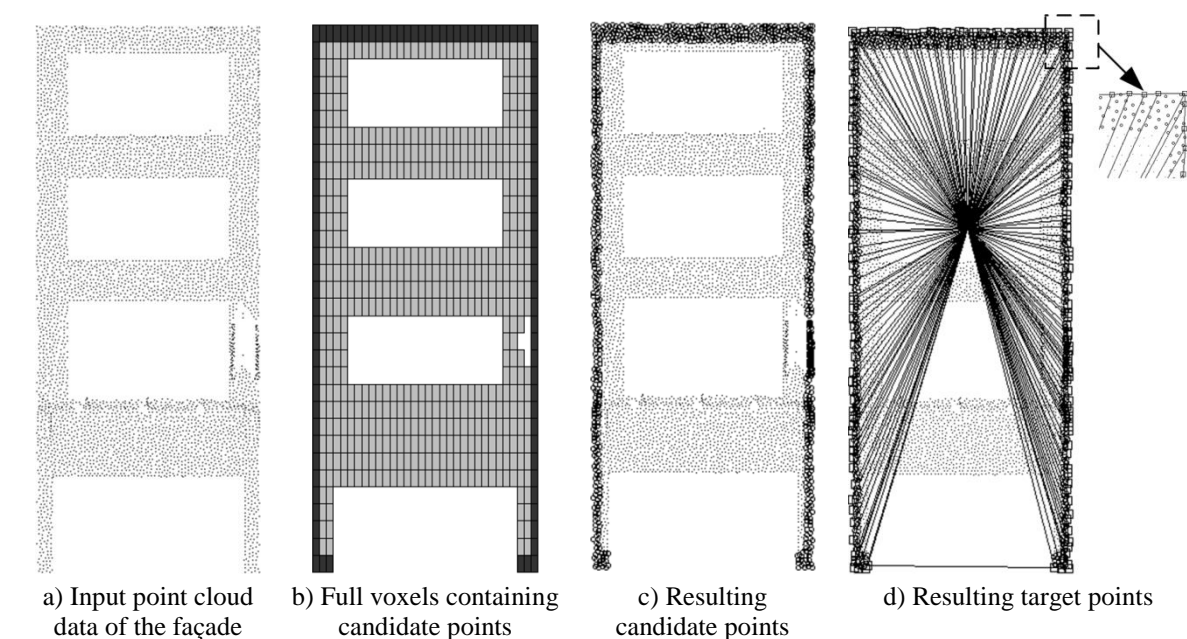 a) Input point cloud
data of the façade
b) Full voxels containing
candidate points
c) Resulting
candidate points
d) Resulting target points